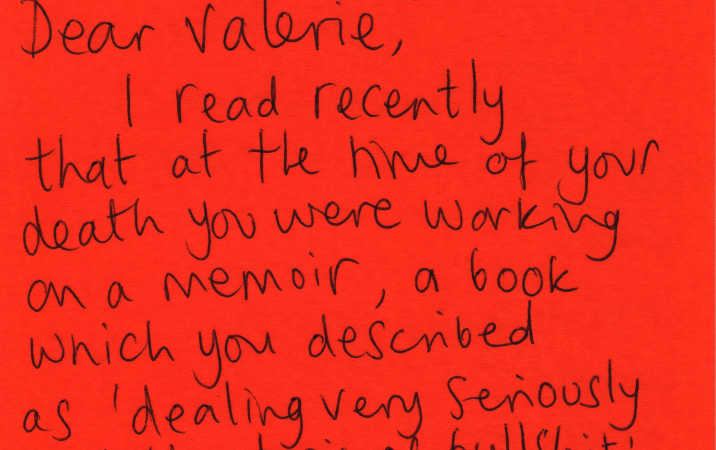 Dear Valerie,
I read recently
that at the time of your
death you were working
on a memoir, a book
which you described
as 'dealing very seriously
bullshit'